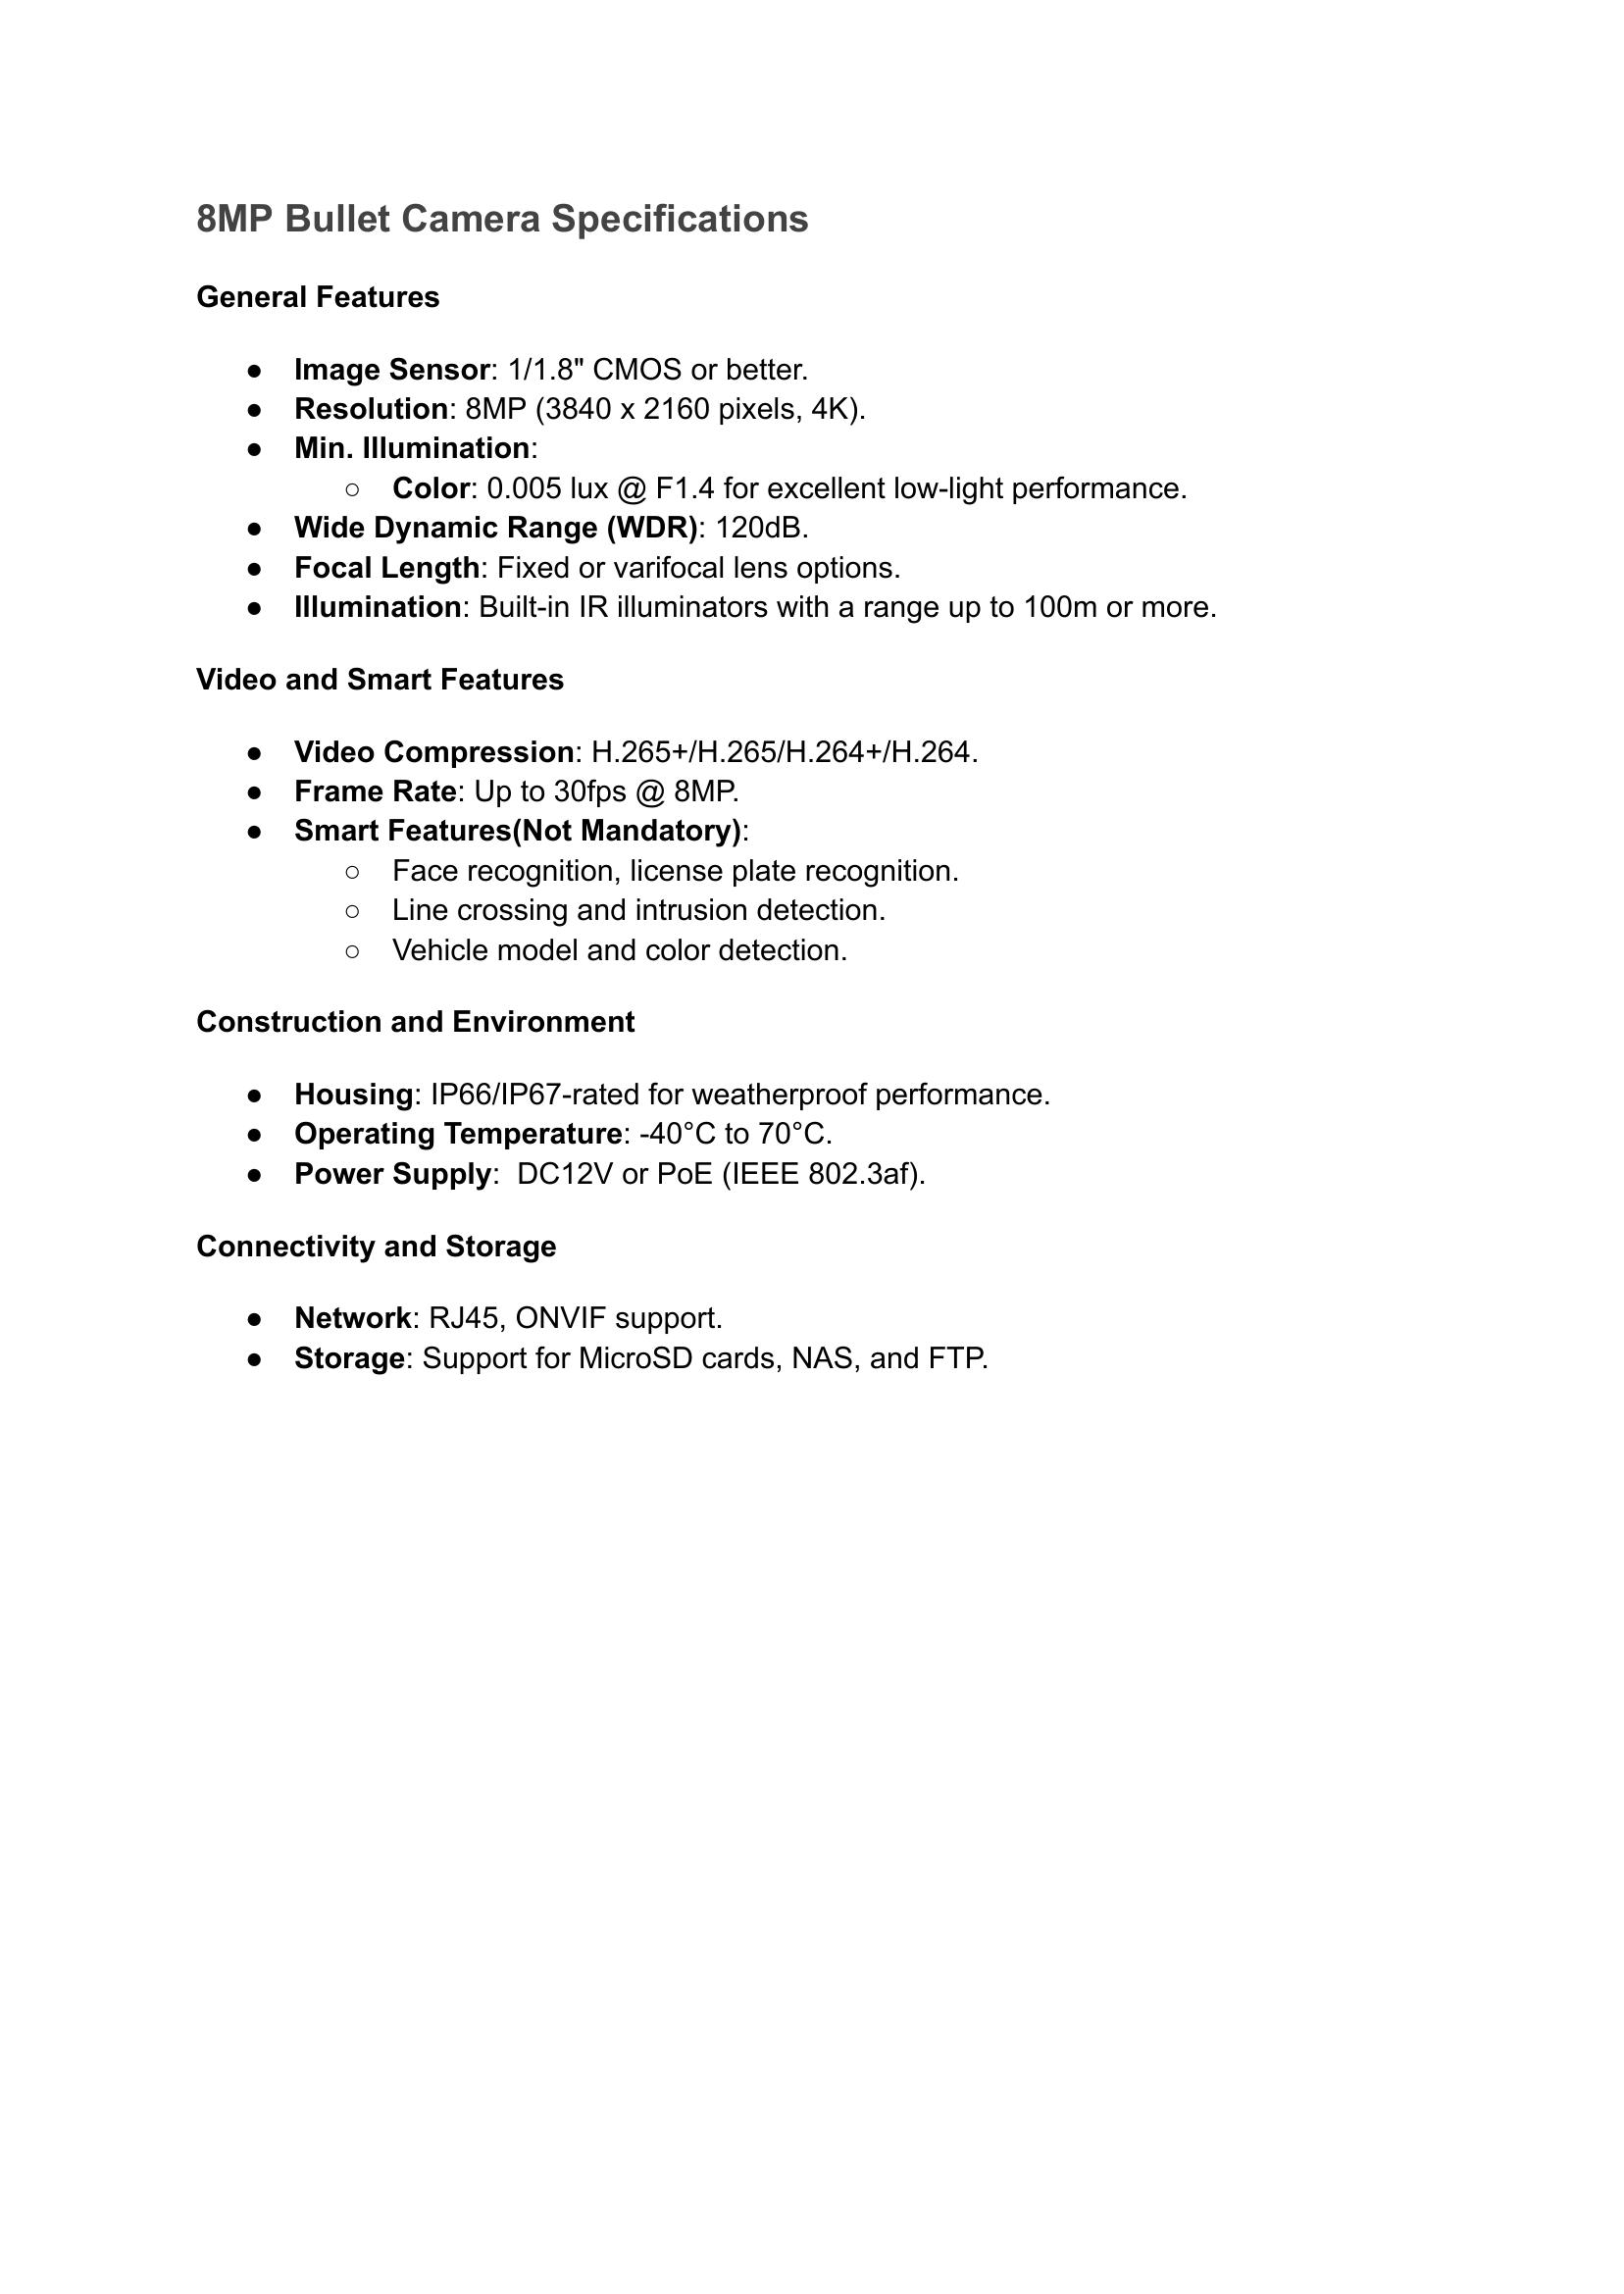 8MP Bullet Camera Specifications
General Features
● Image Sensor: 1/1.8" CMOS or better.
● Resolution: 8MP (3840 x 2160 pixels, 4K).
● Min. Illumination:
○ Color: 0.005 lux @ F1.4 for excellent low-light performance.
● Wide Dynamic Range (WDR): 120dB.
● Focal Length: Fixed or varifocal lens options.
● Illumination: Built-in IR illuminators with a range up to 100m or more.
Video and Smart Features
● Video Compression: H.265+/H.265/H.264+/H.264.
● Frame Rate: Up to 30fps @ 8MP.
● Smart Features(Not Mandatory):
○ Face recognition, license plate recognition.
○ Line crossing and intrusion detection.
○ Vehicle model and color detection.
Construction and Environment
● Housing: IP66/IP67-rated for weatherproof performance.
● Operating Temperature: -40°C to 70°C.
● Power Supply:  DC12V or PoE (IEEE 802.3af).
Connectivity and Storage
● Network: RJ45, ONVIF support.
● Storage: Support for MicroSD cards, NAS, and FTP.